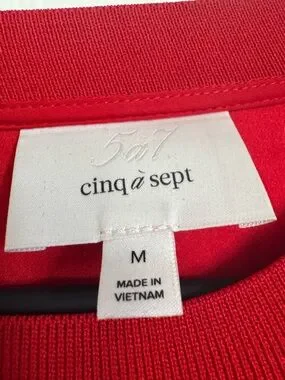 5à7
cinq à sept
M
MADE IN
VIETNAM